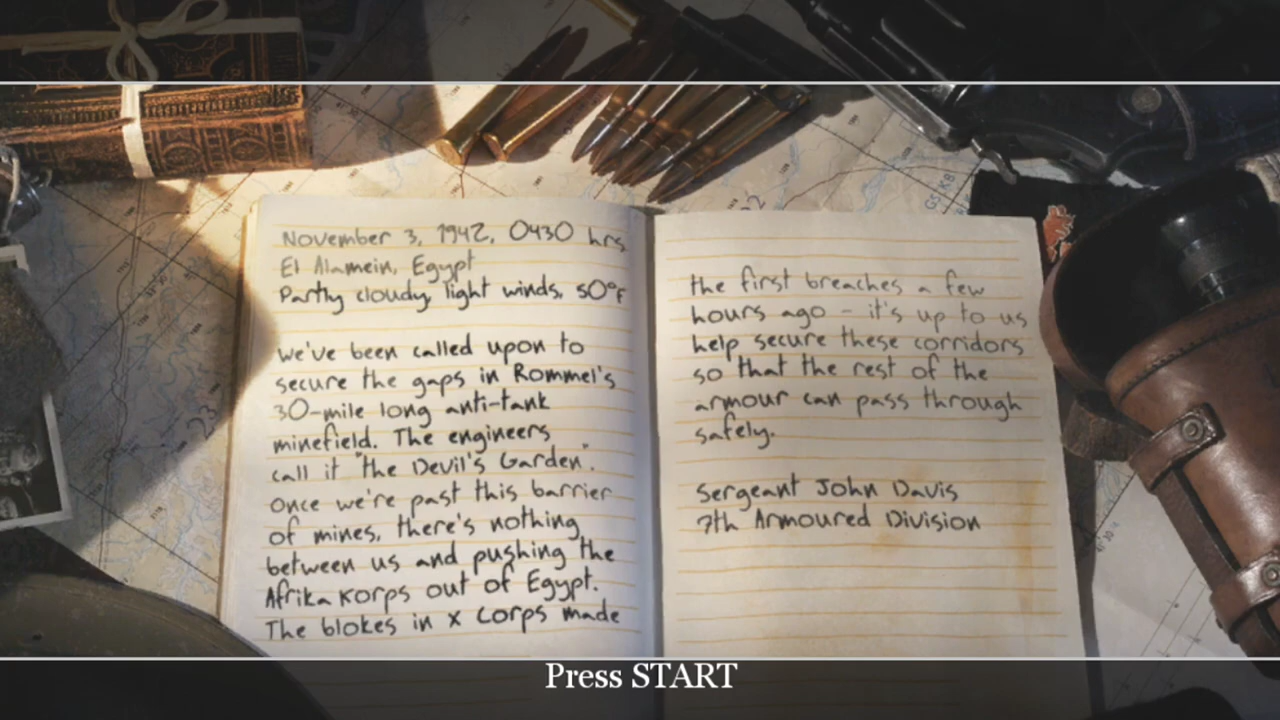 November 3, 1942, 0430 hrs
El Alamein, Egypt
Partly cloudy, light winds, 50°F
We've been called upon to
secure the gaps in Rommel's
30-mile long anti-tank
minefield. The engineers
call it "the Devil's Garden".
Once we're past this barrier
of mines, there's nothing
between us and pushing the
Afrika Korps out of Egypt.
The blokes in X Corps made
the first breaches a few
hours ago - it's up to us
help secure these corridors
so that the rest of the
armour can pass through
safely.
Sergeant John Davis
7th Armoured Division
Press START